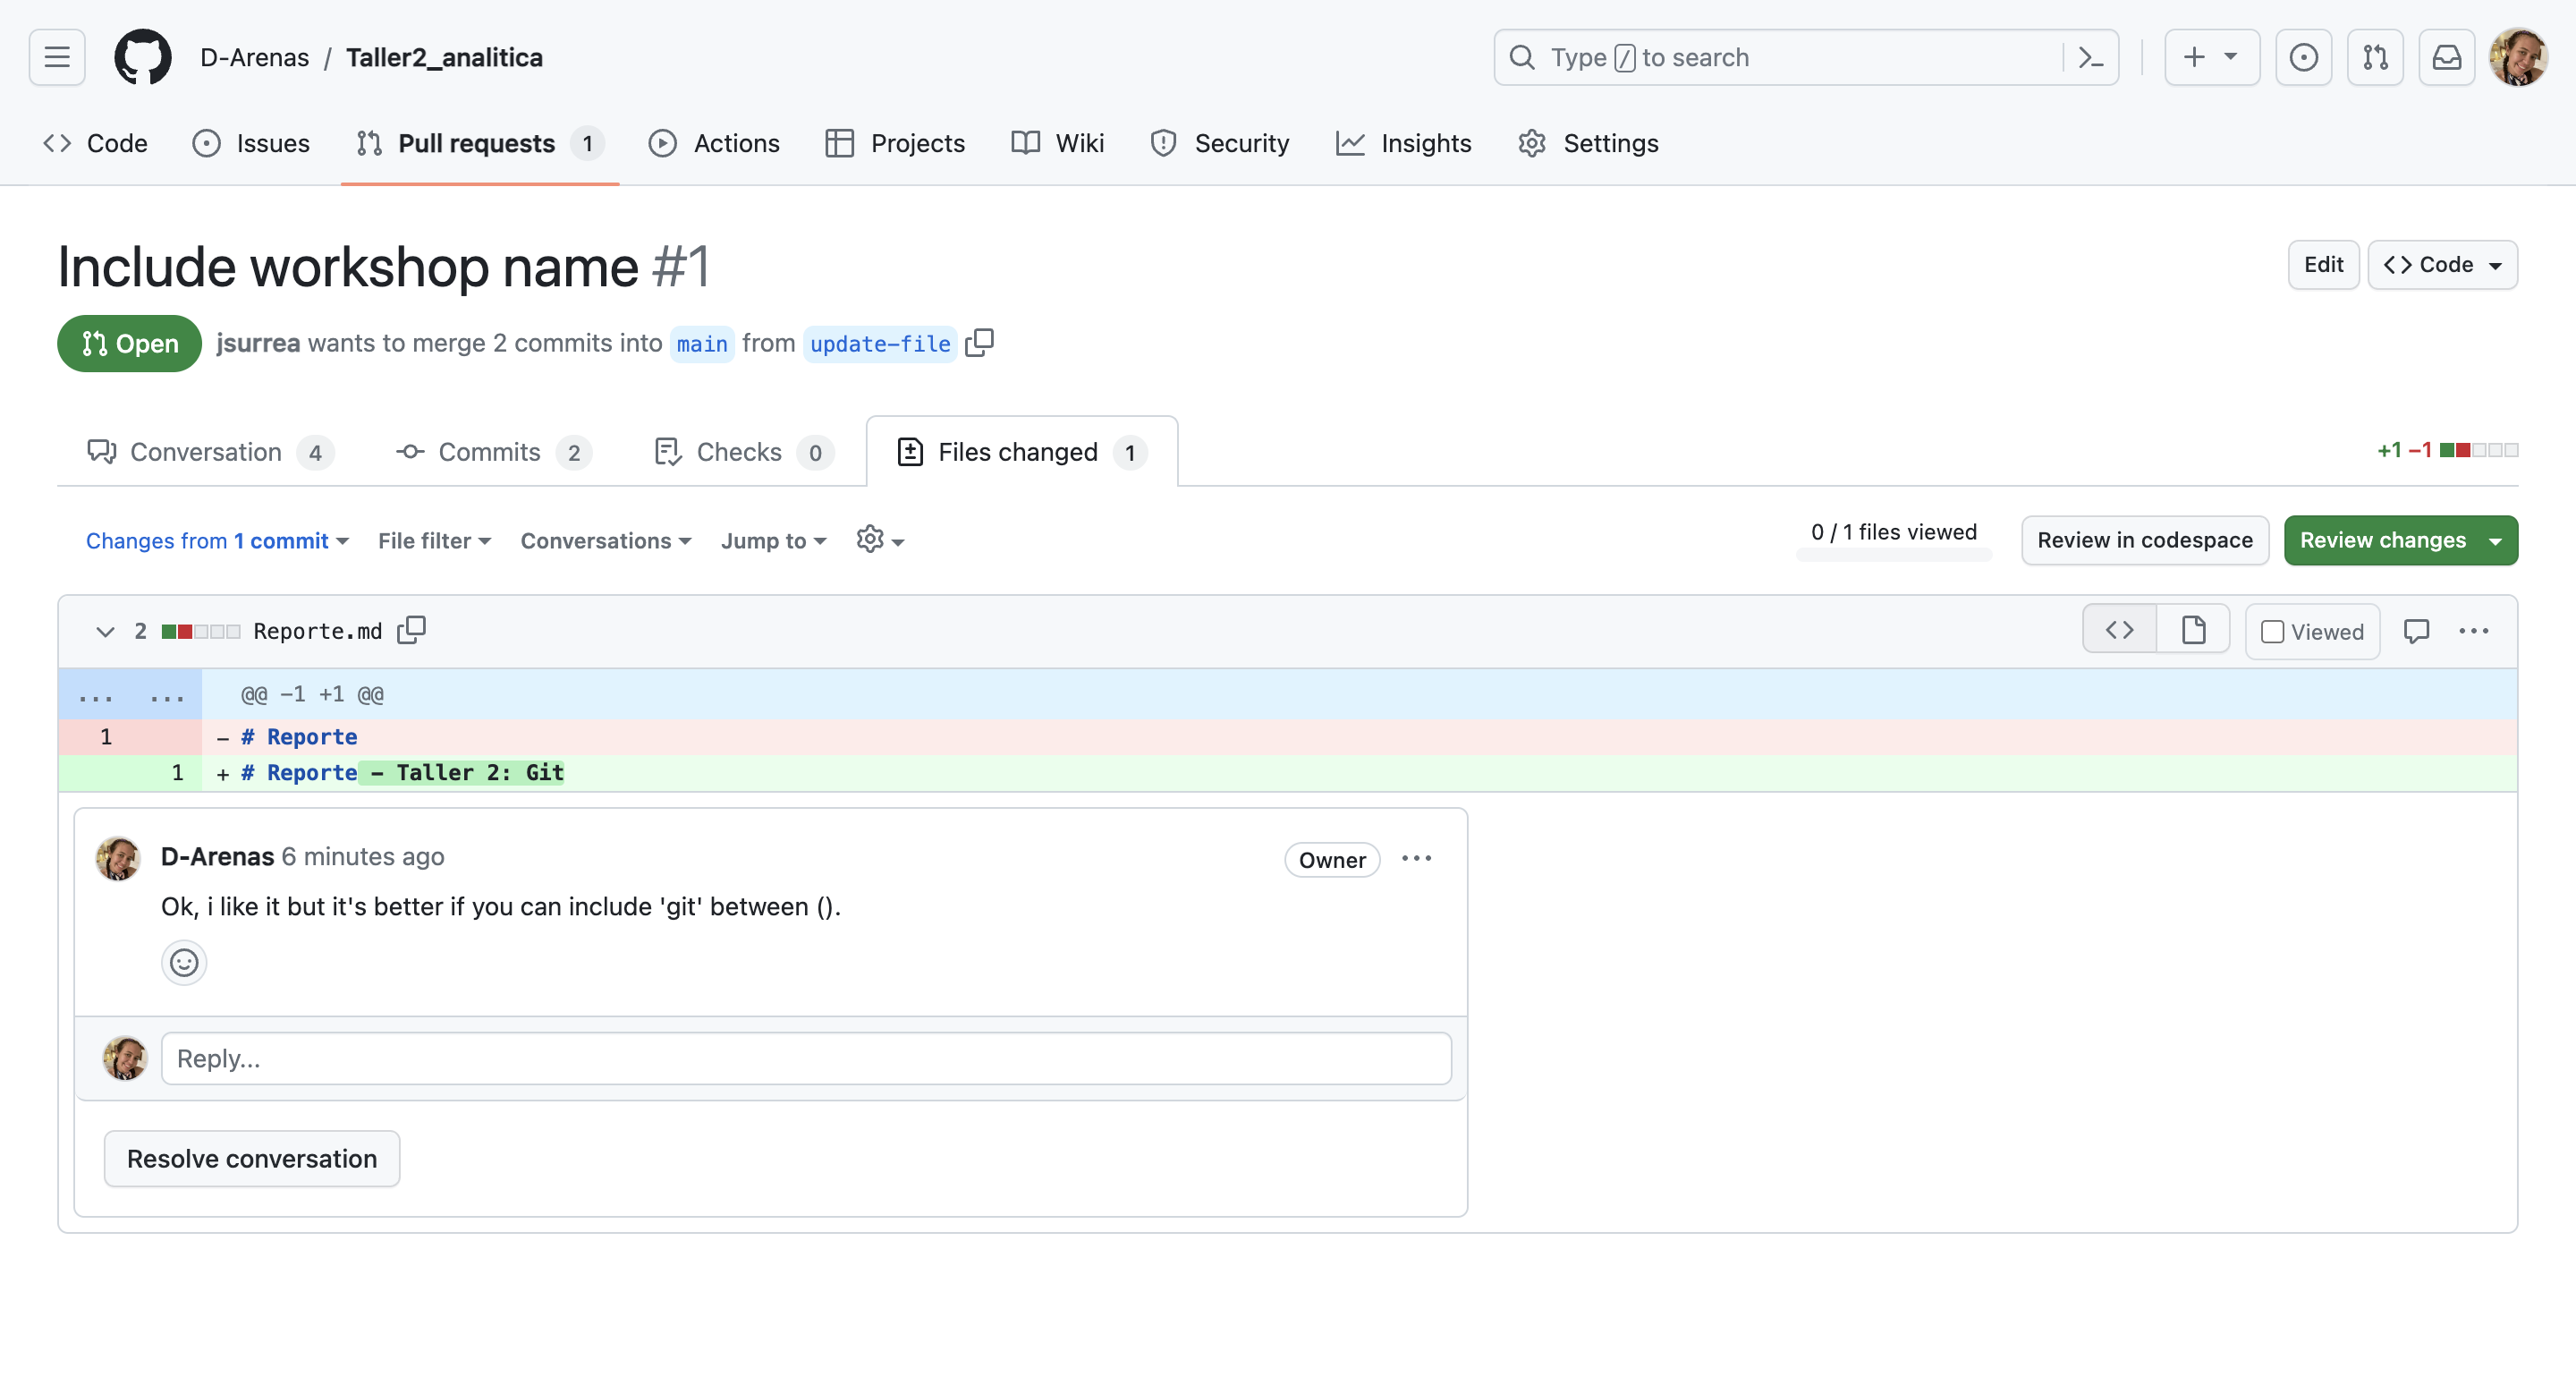 D-Arenas / Taller2_analitica
Type / to search
Code Issues Pull requests 1 Actions Projects Wiki Security Insights Settings
Include workshop name #1
Edit
Code
Open
jsurrea wants to merge 2 commits into main from update-file
Conversation 4 Commits 2 Checks 0 Files changed 1
+1 −1
Changes from 1 commit File filter Conversations Jump to
0 / 1 files viewed
Review in codespace
Review changes
2 Reporte.md
Viewed
... ... @@ -1 +1 @@
1 - # Reporte
1 + # Reporte - Taller 2: Git
D-Arenas 6 minutes ago
Owner
Ok, i like it but it's better if you can include 'git' between ().
Reply...
Resolve conversation